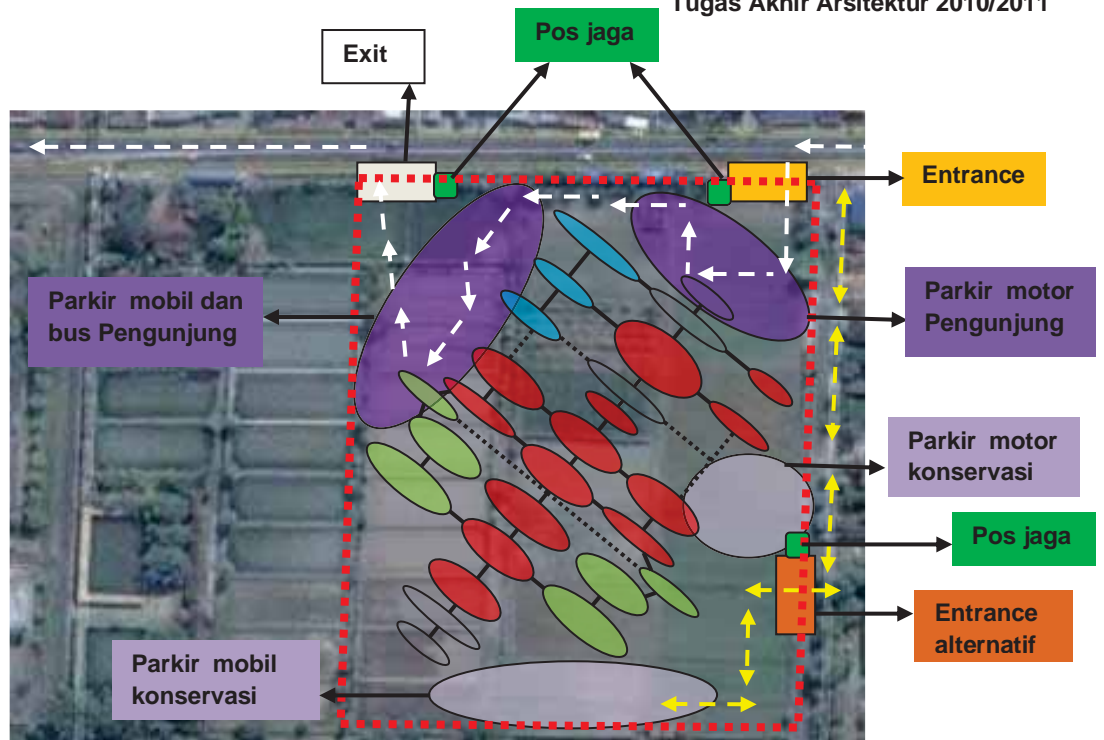 Tugas Akhir Arsitektur 2010/2011
Pos jaga
Exit
Entrance
Parkir mobil dan
bus Pengunjung
Parkir motor
Pengunjung
Parkir motor
konservasi
Pos jaga
Entrance
alternatif
Parkir mobil
konservasi